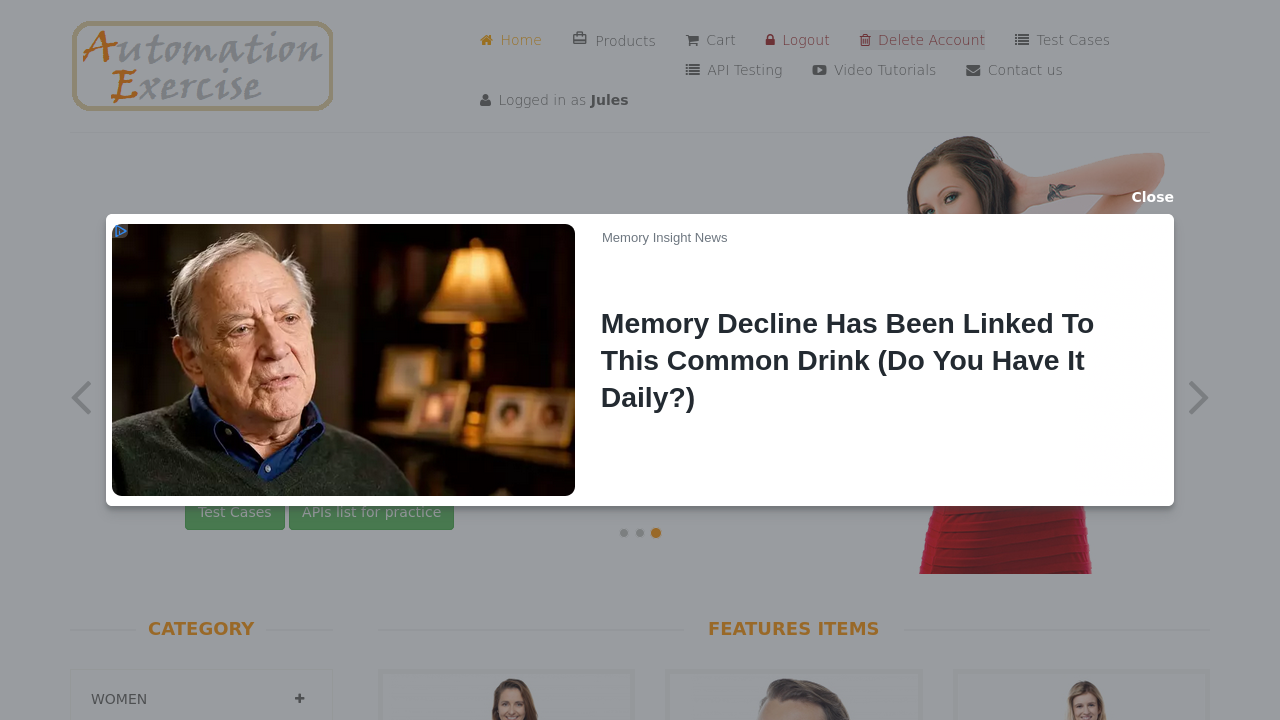 Automation
Exercise
Home
Products
Cart
Logout
Delete Account
Test Cases
API Testing
Video Tutorials
Contact us
Logged in as Jules
Close
Memory Insight News
Memory Decline Has Been Linked To
This Common Drink (Do You Have It
Daily?)
Test Cases
APIs list for practice
CATEGORY
FEATURES ITEMS
WOMEN